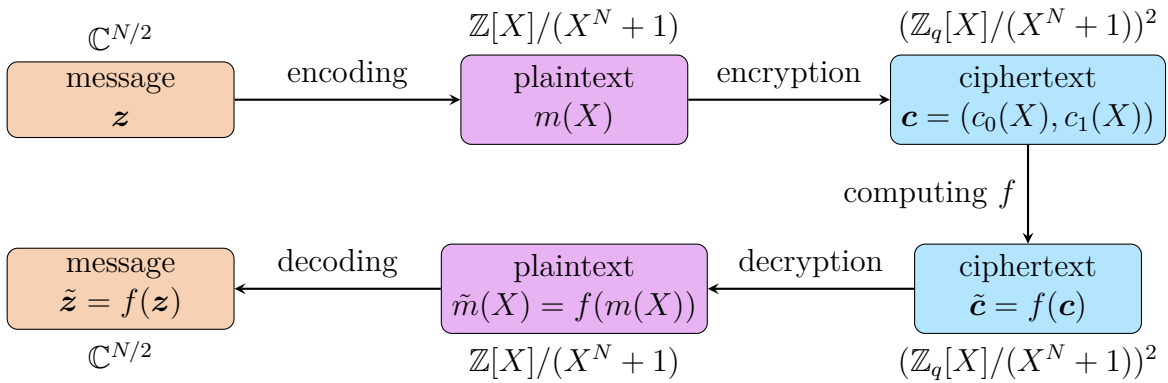 ℂ^{N/2}
ℤ[X]/(X^N + 1)
(ℤ_q[X]/(X^N + 1))^2
message
z
encoding
plaintext
m(X)
encryption
ciphertext
c = (c_0(X), c_1(X))
computing f
message
z̃ = f(z)
decoding
plaintext
m̃(X) = f(m(X))
decryption
ciphertext
c̃ = f(c)
ℂ^{N/2}
ℤ[X]/(X^N + 1)
(ℤ_q[X]/(X^N + 1))^2